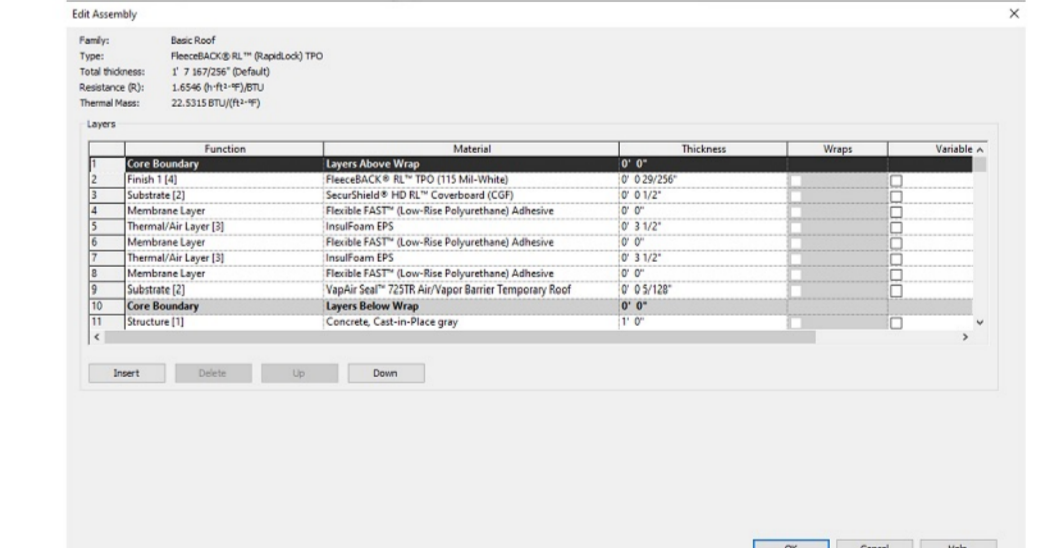 Edit Assembly
Family: Basic Roof
Type: FleeceBACK® RL™ (RapidLock) TPO
Total thickness: 1' 7 167/256" (Default)
Resistance (R): 1.6546 (h·ft²·°F)/BTU
Thermal Mass: 22.5315 BTU/(ft²·°F)
Layers
Function Material Thickness Wraps Variable
1 Core Boundary Layers Above Wrap 0' 0"
2 Finish 1 [4] FleeceBACK® RL™ TPO (115 Mil-White) 0' 0 29/256"
3 Substrate [2] SecurShield® HD RL™ Coverboard (CGF) 0' 0 1/2"
4 Membrane Layer Flexible FAST™ (Low-Rise Polyurethane) Adhesive 0' 0"
5 Thermal/Air Layer [3] InsulFoam EPS 0' 3 1/2"
6 Membrane Layer Flexible FAST™ (Low-Rise Polyurethane) Adhesive 0' 0"
7 Thermal/Air Layer [3] InsulFoam EPS 0' 3 1/2"
8 Membrane Layer Flexible FAST™ (Low-Rise Polyurethane) Adhesive 0' 0"
9 Substrate [2] VapAir Seal™ 725TR Air/Vapor Barrier Temporary Roof 0' 0 5/128"
10 Core Boundary Layers Below Wrap 0' 0"
11 Structure [1] Concrete, Cast-in-Place gray 1' 0"
Insert Delete Up Down
OK Cancel Help